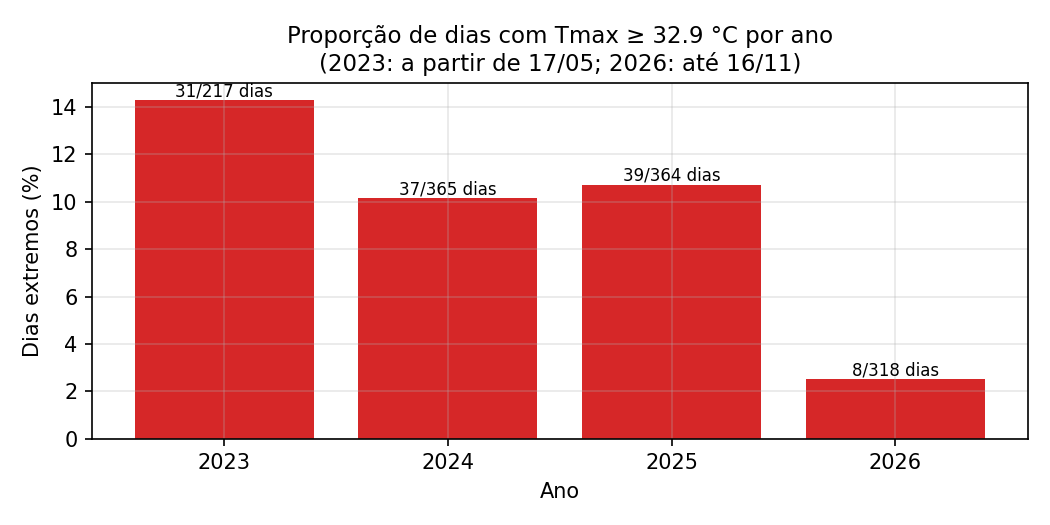 Proporção de dias com Tmax ≥ 32.9 °C por ano
(2023: a partir de 17/05; 2026: até 16/11)
Dias extremos (%)
14
12
10
8
6
4
2
0
31/217 dias
37/365 dias
39/364 dias
8/318 dias
2023 2024 2025 2026
Ano